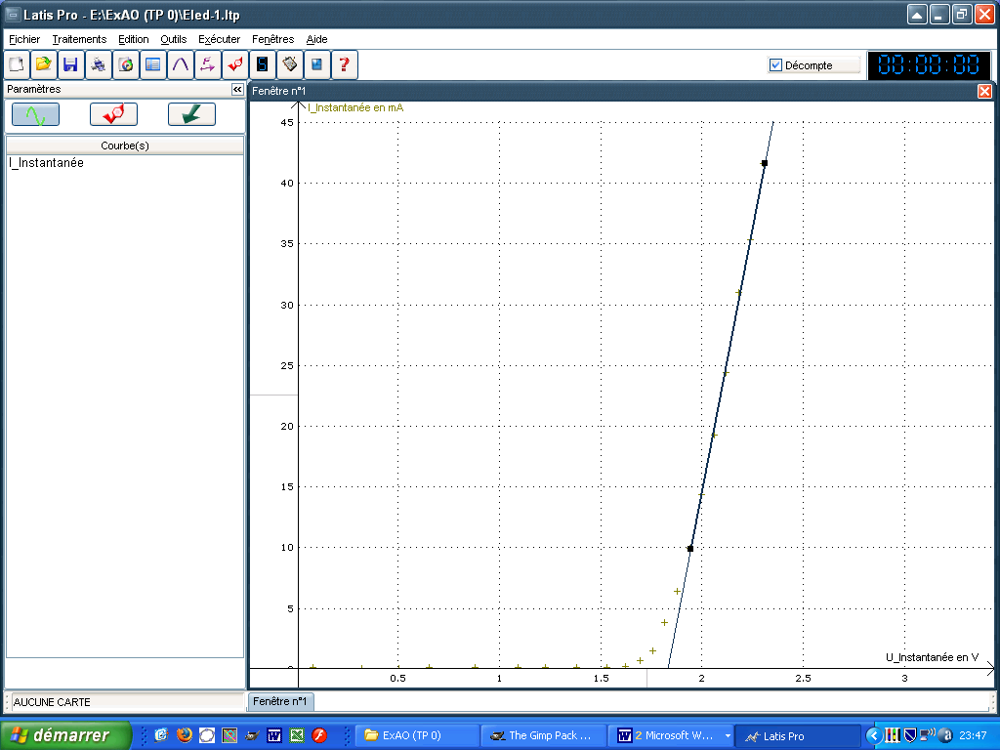 Latis Pro - E:\ExAO (TP 0)\Eled-1.ltp
Fichier Traitements Edition Outils Exécuter Fenêtres Aide
Décompte
00:00:00
Paramètres
Fenêtre n°1
Courbe(s)
I_Instantanée
I_Instantanée en mA
45
40
35
30
25
20
15
10
5
0
U_Instantanée en V
0.5 1 1.5 2 2.5 3
AUCUNE CARTE
Fenêtre n°1
démarrer
ExAO (TP 0)
The Gimp Pack ...
2 Microsoft W...
Latis Pro
23:47